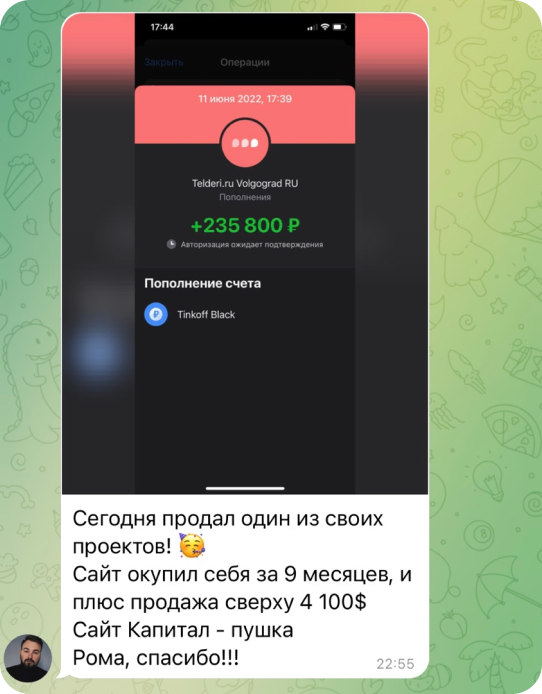 17:44
Закрыть Операции
11 июня 2022, 17:39
Telderi.ru Volgograd RU
Пополнения
+235 800 ₽
Авторизация ожидает подтверждения
Пополнение счета
₽ Tinkoff Black
Сегодня продал один из своих
проектов! 🥳
Сайт окупил себя за 9 месяцев, и
плюс продажа сверху 4 100$
Сайт Капитал - пушка
Рома, спасибо!!!
22:55